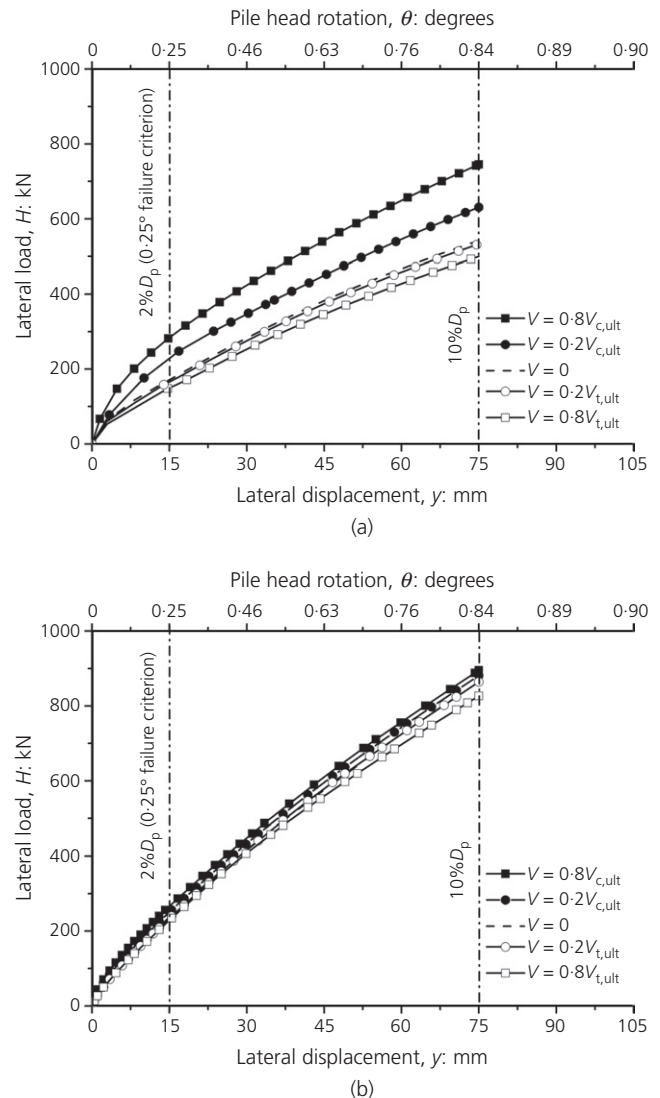 Pile head rotation, θ: degrees
0 0·25 0·46 0·63 0·76 0·84 0·89 0·90
1000
800
600
400
200
0
Lateral load, H: kN
2%Dp (0·25° failure criterion)
10%Dp
V = 0·8Vc,ult
V = 0·2Vc,ult
V = 0
V = 0·2Vt,ult
V = 0·8Vt,ult
0 15 30 45 60 75 90 105
Lateral displacement, y: mm
(a)
Pile head rotation, θ: degrees
0 0·25 0·46 0·63 0·76 0·84 0·89 0·90
1000
800
600
400
200
0
Lateral load, H: kN
2%Dp (0·25° failure criterion)
10%Dp
V = 0·8Vc,ult
V = 0·2Vc,ult
V = 0
V = 0·2Vt,ult
V = 0·8Vt,ult
0 15 30 45 60 75 90 105
Lateral displacement, y: mm
(b)